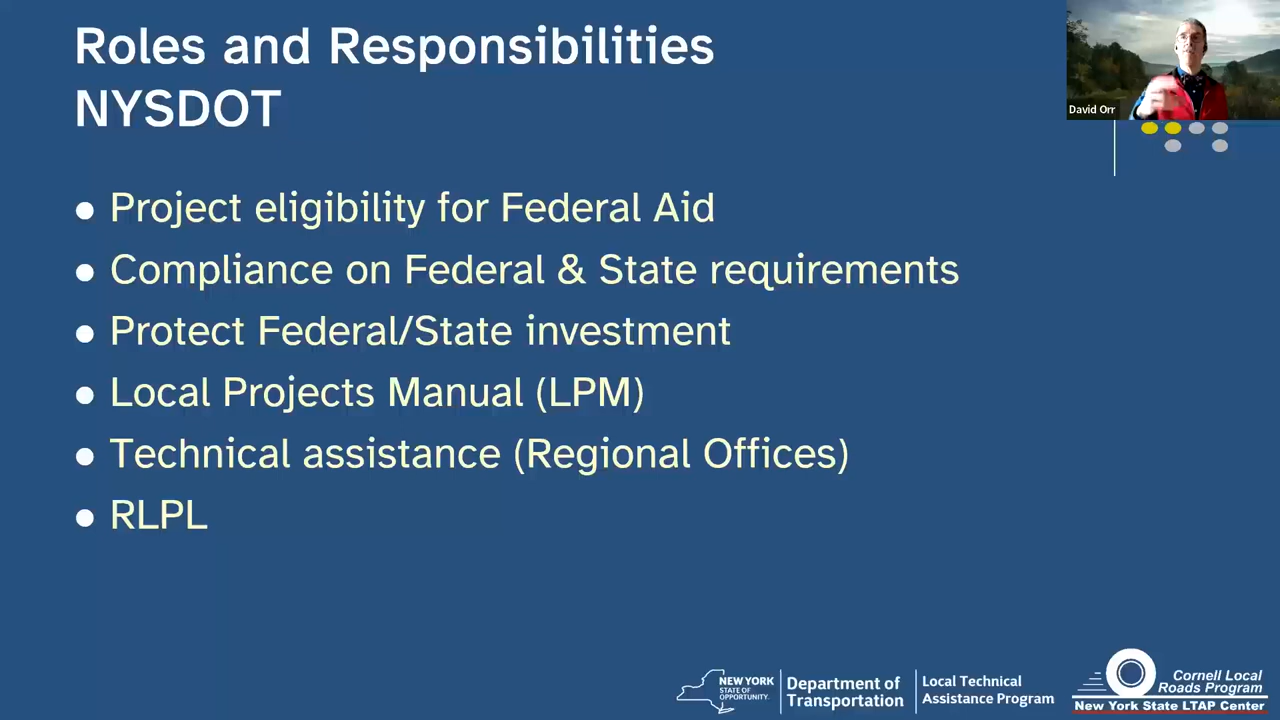 Roles and Responsibilities
NYSDOT
David Orr
● Project eligibility for Federal Aid
● Compliance on Federal & State requirements
● Protect Federal/State investment
● Local Projects Manual (LPM)
● Technical assistance (Regional Offices)
● RLPL
NEW YORK
STATE OF
OPPORTUNITY.
Department of
Transportation
Local Technical
Assistance Program
Cornell Local
Roads Program
New York State LTAP Center